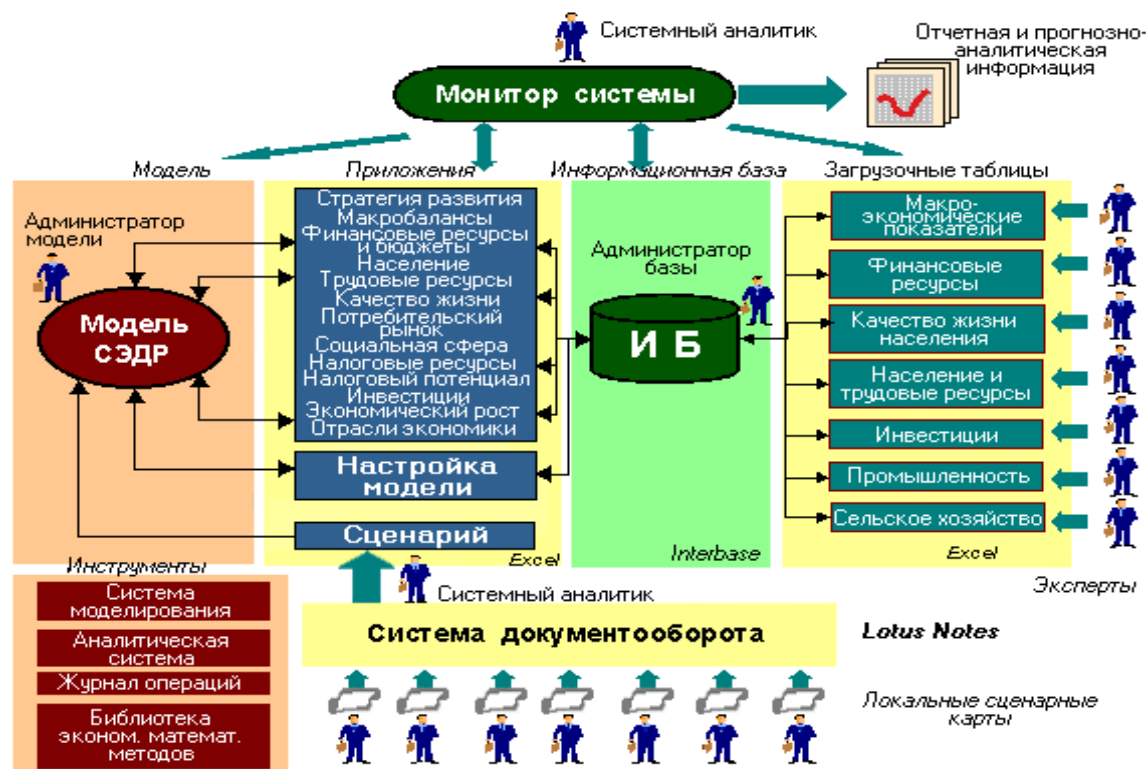 Системный аналитик
Отчетная и прогнозно-
аналитическая
информация
Монитор системы
Модель
Приложения
Информационная база
Загрузочные таблицы
Администратор
модели
Модель
СЭДР
Стратегия развития
Макробалансы
Финансовые ресурсы
и бюджеты
Население
Трудовые ресурсы
Качество жизни
Потребительский
рынок
Социальная сфера
Налоговые ресурсы
Налоговый потенциал
Инвестиции
Экономический рост
Отрасли экономики
Настройка
модели
Сценарий
Excel
Администратор
базы
И Б
Interbase
Макро-
экономические
показатели
Финансовые
ресурсы
Качество жизни
населения
Население и
трудовые ресурсы
Инвестиции
Промышленность
Сельское хозяйство
Excel
Эксперты
Инструменты
Система
моделирования
Аналитическая
система
Журнал операций
Библиотека
эконом. математ.
методов
Системный аналитик
Система документооборота
Lotus Notes
Локальные сценарные
карты